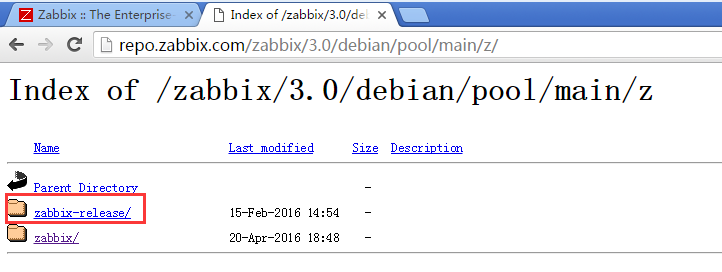 Zabbix :: The Enterprise-
Index of /zabbix/3.0/deb
repo.zabbix.com/zabbix/3.0/debian/pool/main/z/
Index of /zabbix/3.0/debian/pool/main/z
Name Last modified Size Description
Parent Directory -
zabbix-release/ 15-Feb-2016 14:54 -
zabbix/ 20-Apr-2016 18:48 -